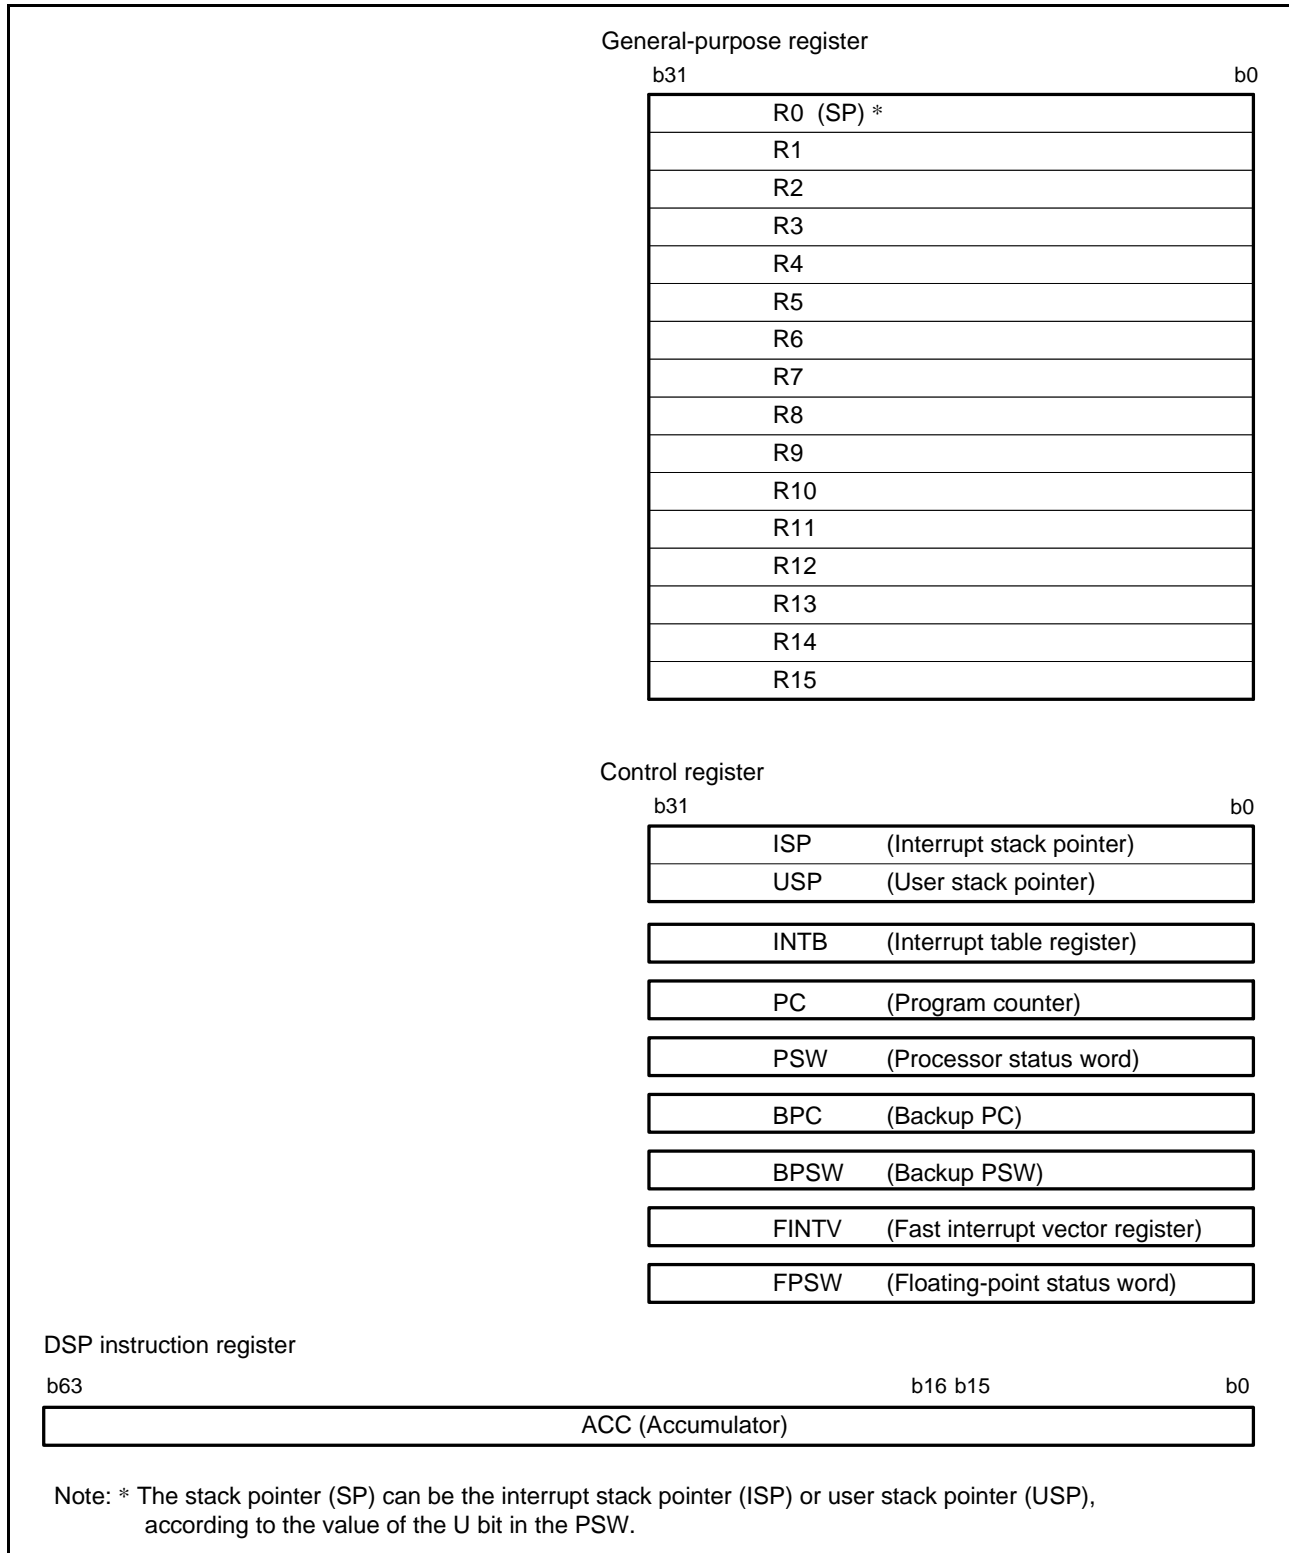 General-purpose register
b31 b0
R0 (SP) *
R1
R2
R3
R4
R5
R6
R7
R8
R9
R10
R11
R12
R13
R14
R15
Control register
b31 b0
ISP (Interrupt stack pointer)
USP (User stack pointer)
INTB (Interrupt table register)
PC (Program counter)
PSW (Processor status word)
BPC (Backup PC)
BPSW (Backup PSW)
FINTV (Fast interrupt vector register)
FPSW (Floating-point status word)
DSP instruction register
b63 b16 b15 b0
ACC (Accumulator)
Note: * The stack pointer (SP) can be the interrupt stack pointer (ISP) or user stack pointer (USP),
according to the value of the U bit in the PSW.